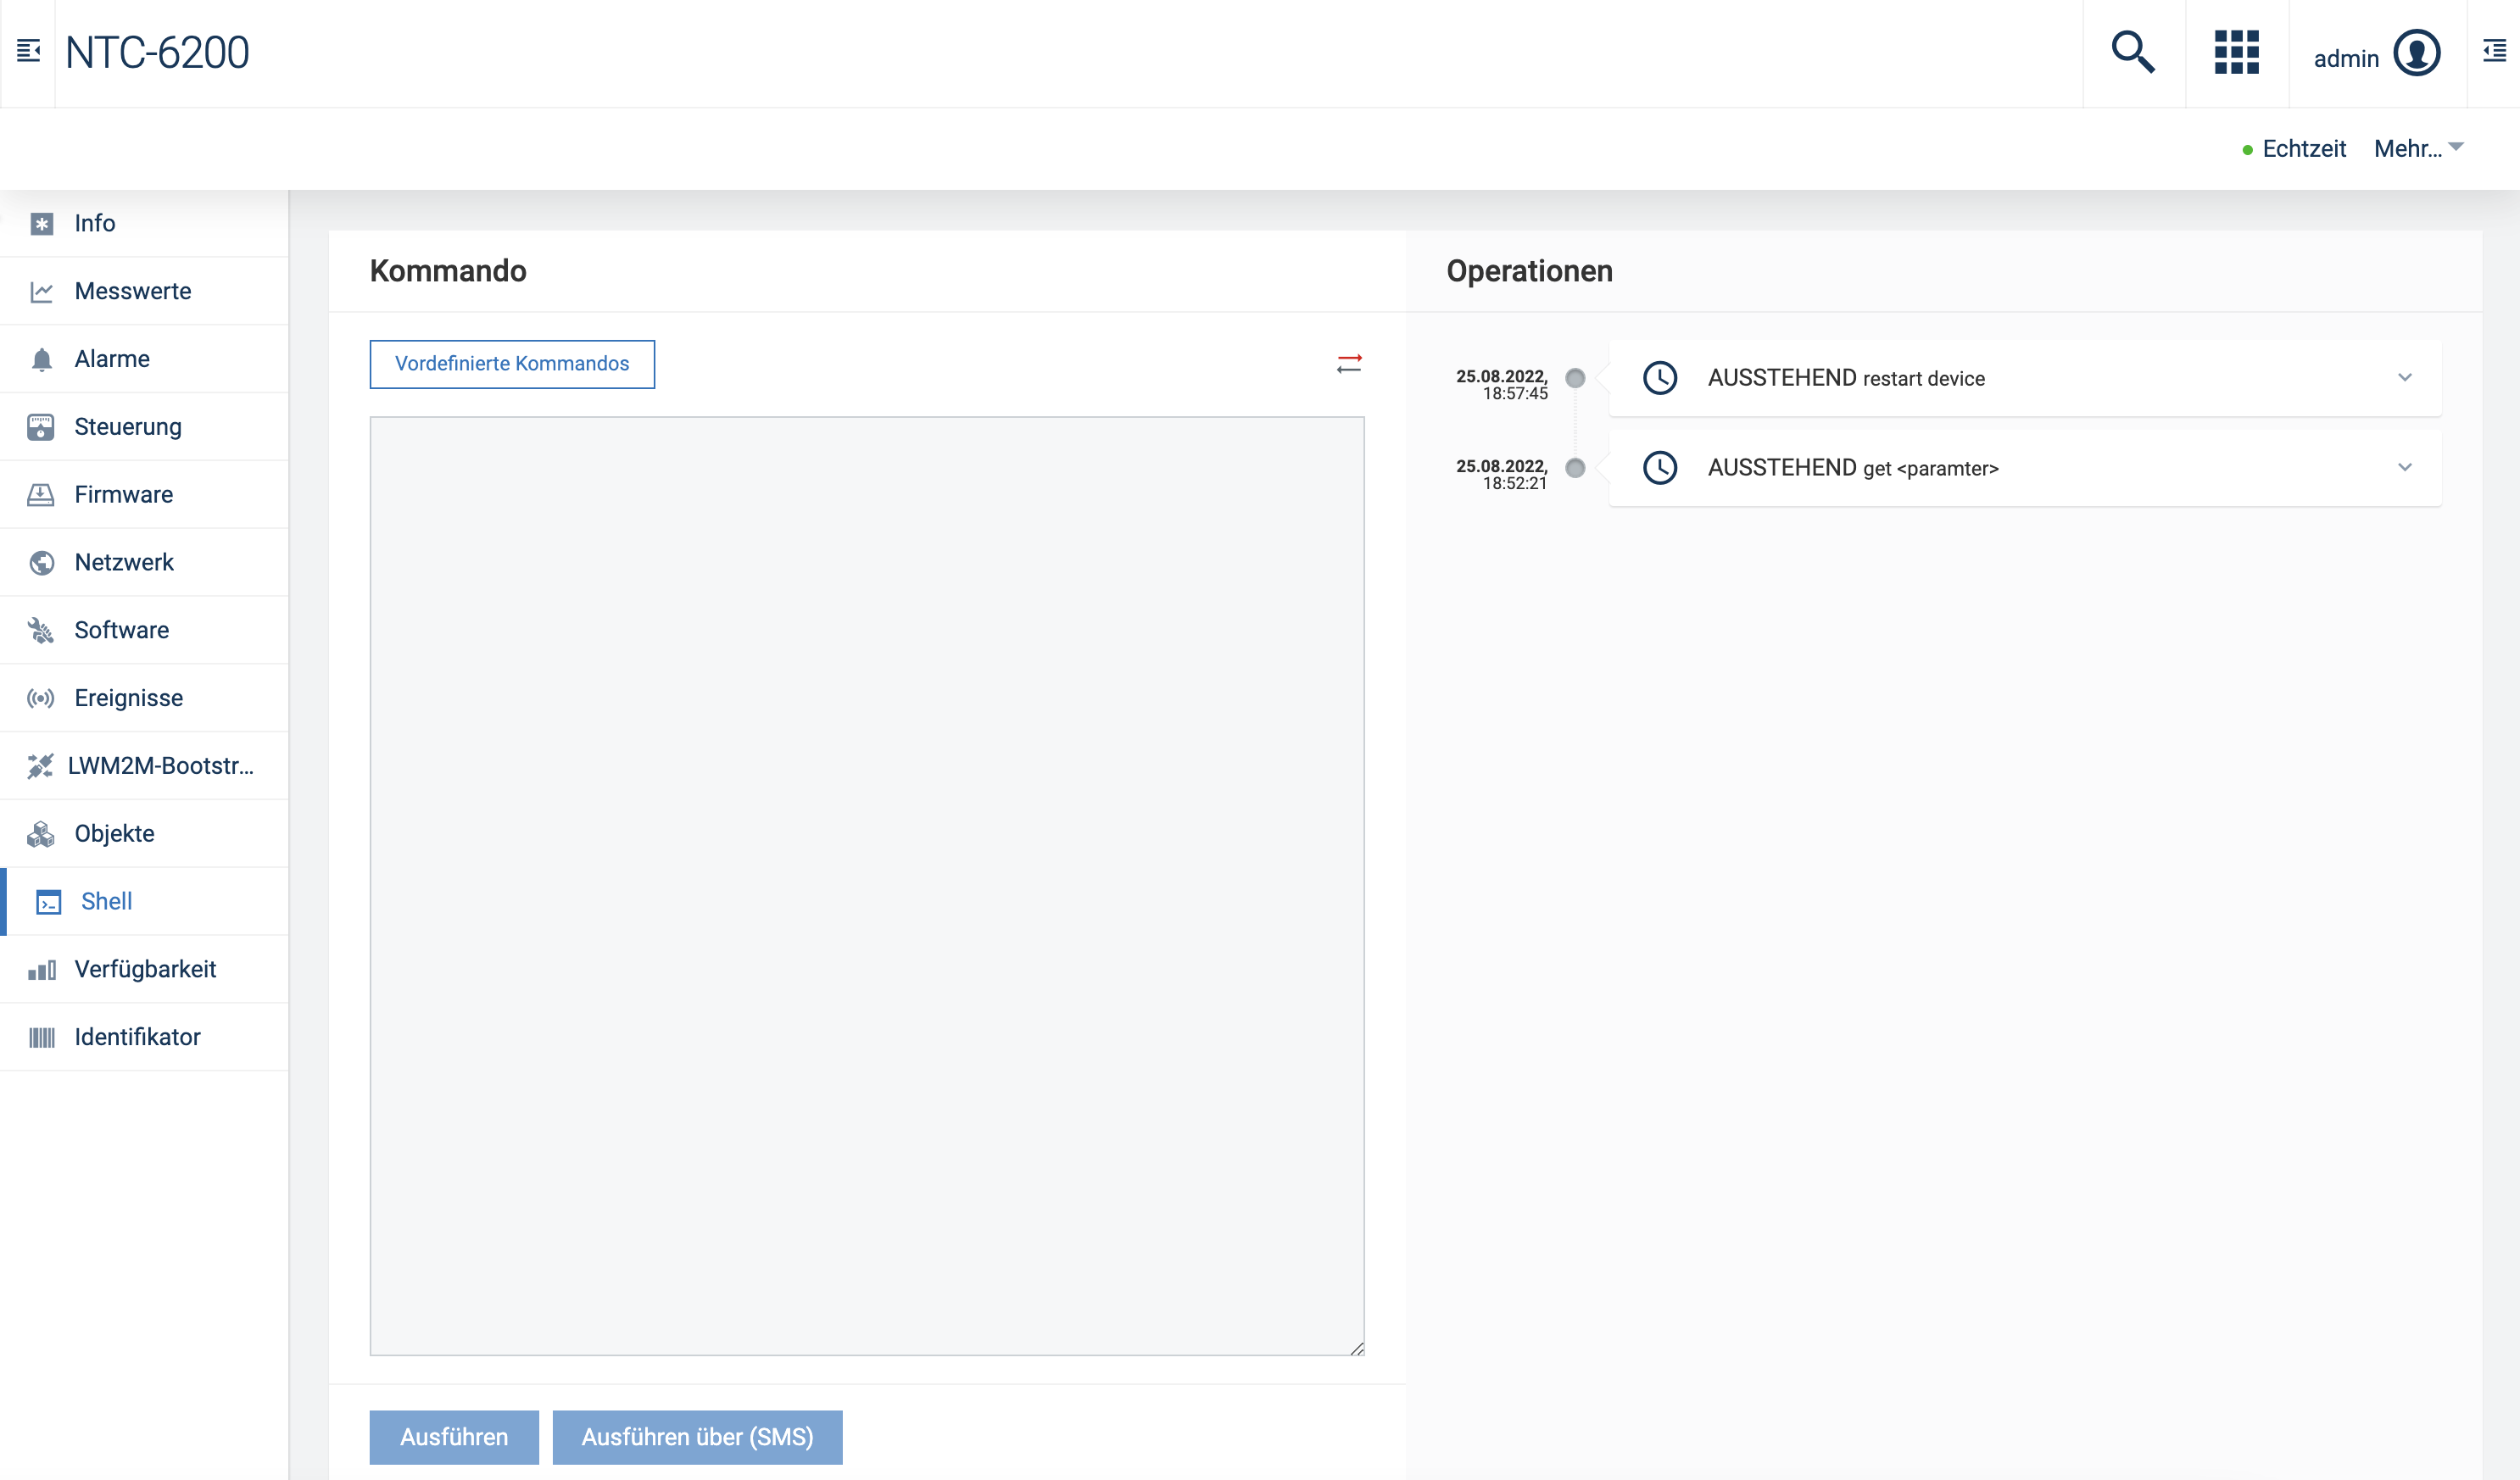 NTC-6200
admin
Echtzeit
Mehr...
Info
Messwerte
Alarme
Steuerung
Firmware
Netzwerk
Software
Ereignisse
LWM2M-Bootstr...
Objekte
Shell
Verfügbarkeit
Identifikator
Kommando
Vordefinierte Kommandos
Ausführen
Ausführen über (SMS)
Operationen
25.08.2022,
18:57:45
AUSSTEHEND restart device
25.08.2022,
18:52:21
AUSSTEHEND get <paramter>